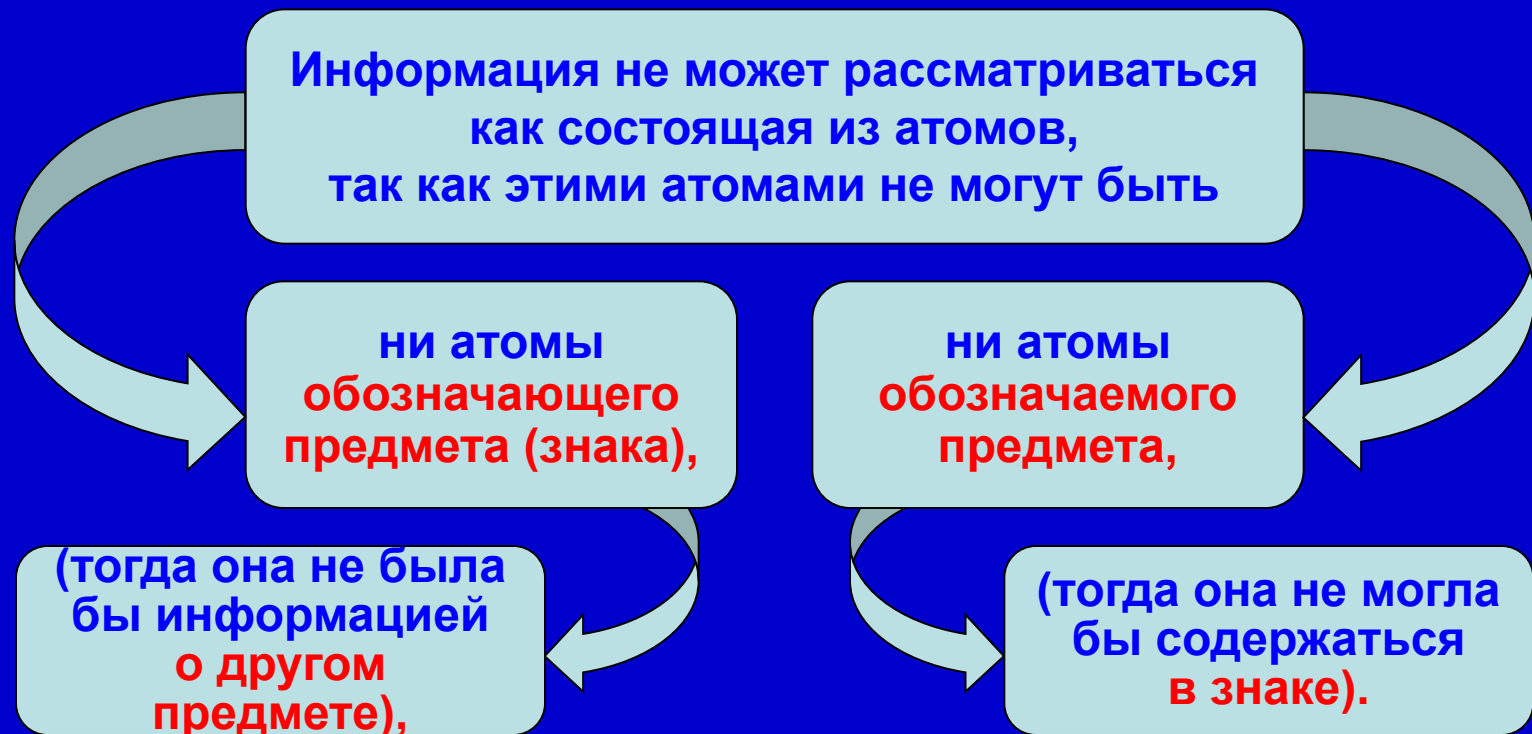 Информация не может рассматриваться
как состоящая из атомов,
так как этими атомами не могут быть
ни атомы
обозначающего
предмета (знака),
ни атомы
обозначаемого
предмета,
(тогда она не была
бы информацией
о другом
предмете),
(тогда она не могла
бы содержаться
в знаке).